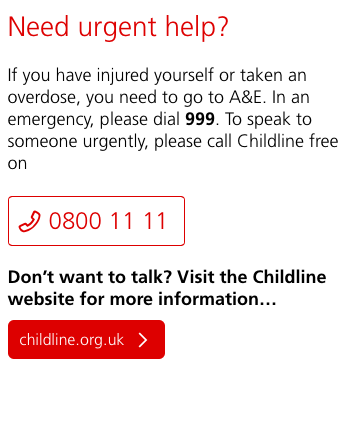 Need urgent help?
If you have injured yourself or taken an
overdose, you need to go to A&E. In an
emergency, please dial 999. To speak to
someone urgently, please call Childline free
on
0800 11 11
Don’t want to talk? Visit the Childline
website for more information…
childline.org.uk